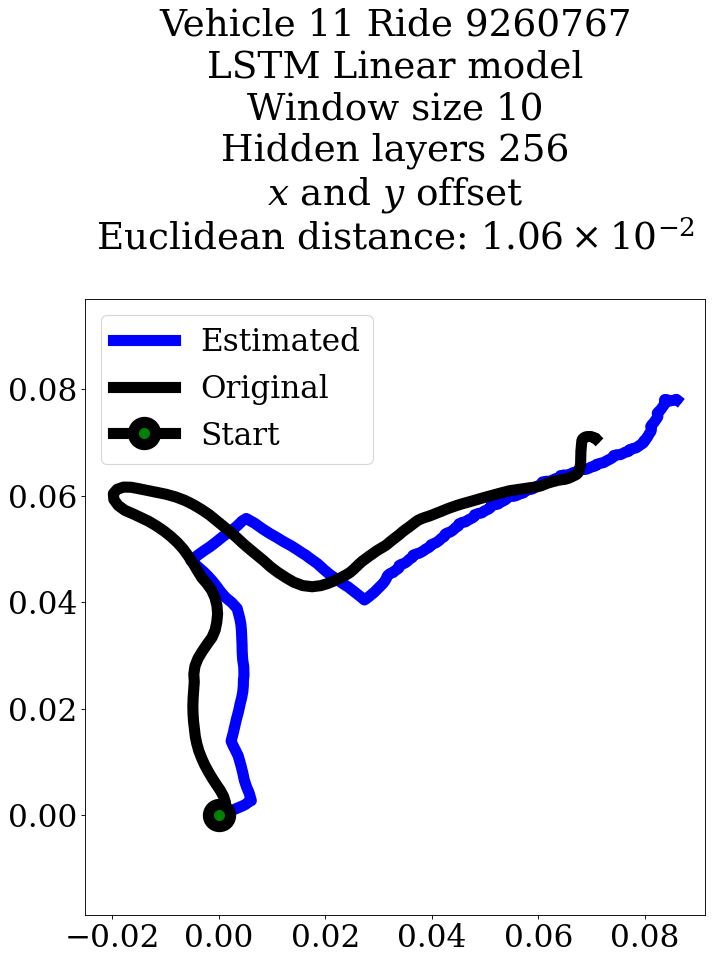 Vehicle 11 Ride 9260767
LSTM Linear model
Window size 10
Hidden layers 256
x and y offset
Euclidean distance: 1.06 × 10⁻²
Estimated
Original
Start
0.08
0.06
0.04
0.02
0.00
−0.02 0.00 0.02 0.04 0.06 0.08